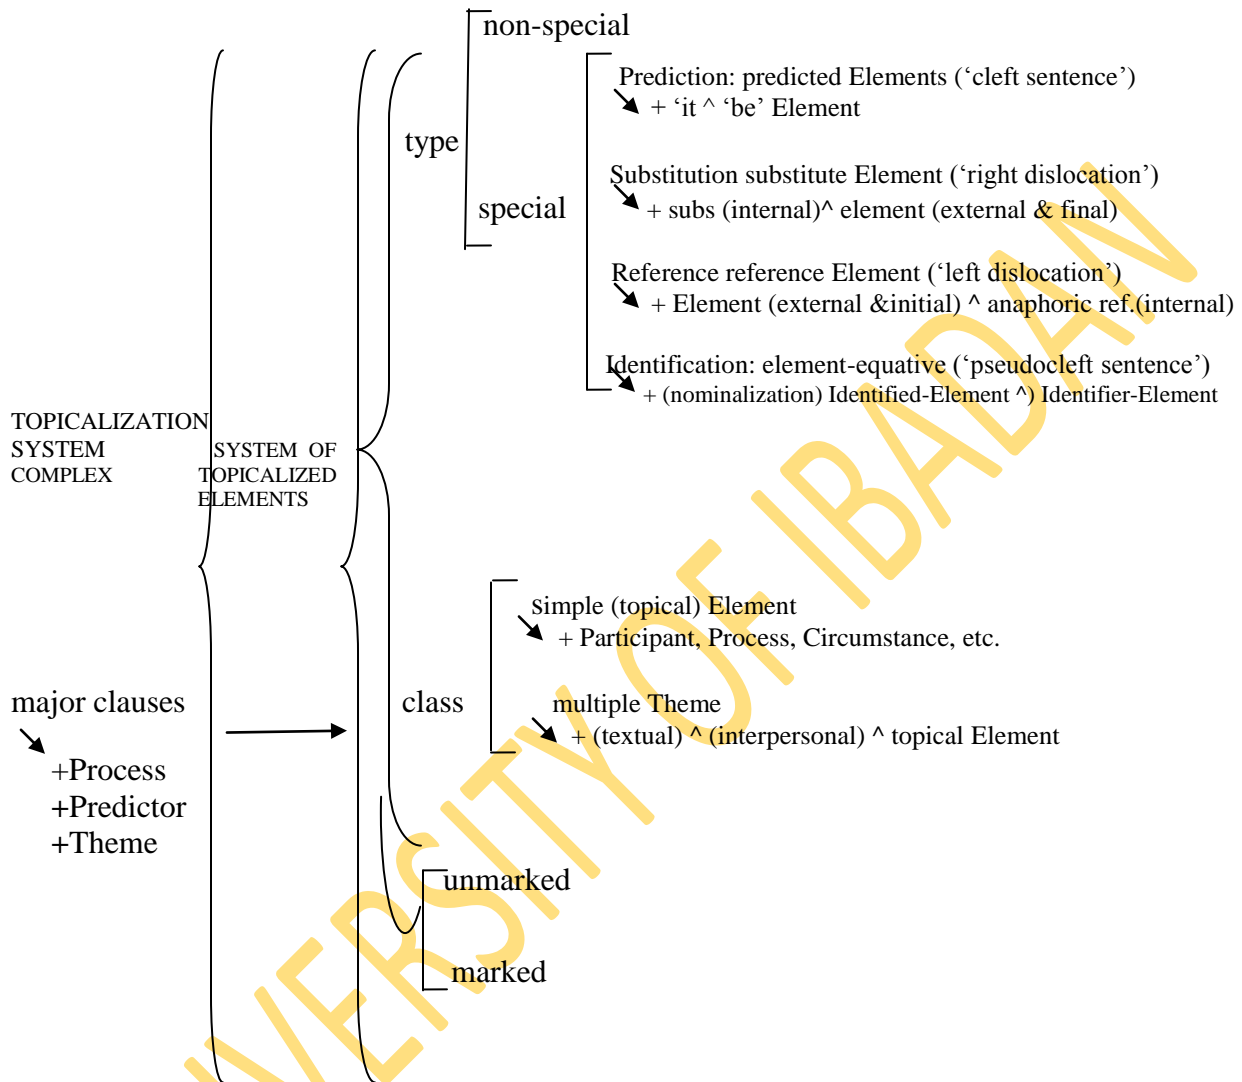 non-special
Prediction: predicted Elements (‘cleft sentence’)
+ ‘it ^ ‘be’ Element
type
Substitution substitute Element (‘right dislocation’)
special
+ subs (internal)^ element (external & final)
Reference reference Element (‘left dislocation’)
+ Element (external &initial) ^ anaphoric ref.(internal)
Identification: element-equative (‘pseudocleft sentence’)
+ (nominalization) Identified-Element ^) Identifier-Element
TOPICALIZATION
SYSTEM
COMPLEX
SYSTEM OF
TOPICALIZED
ELEMENTS
simple (topical) Element
+ Participant, Process, Circumstance, etc.
major clauses
class
multiple Theme
+ (textual) ^ (interpersonal) ^ topical Element
+Process
+Predictor
+Theme
unmarked
marked
VERSITY OF IBADAN